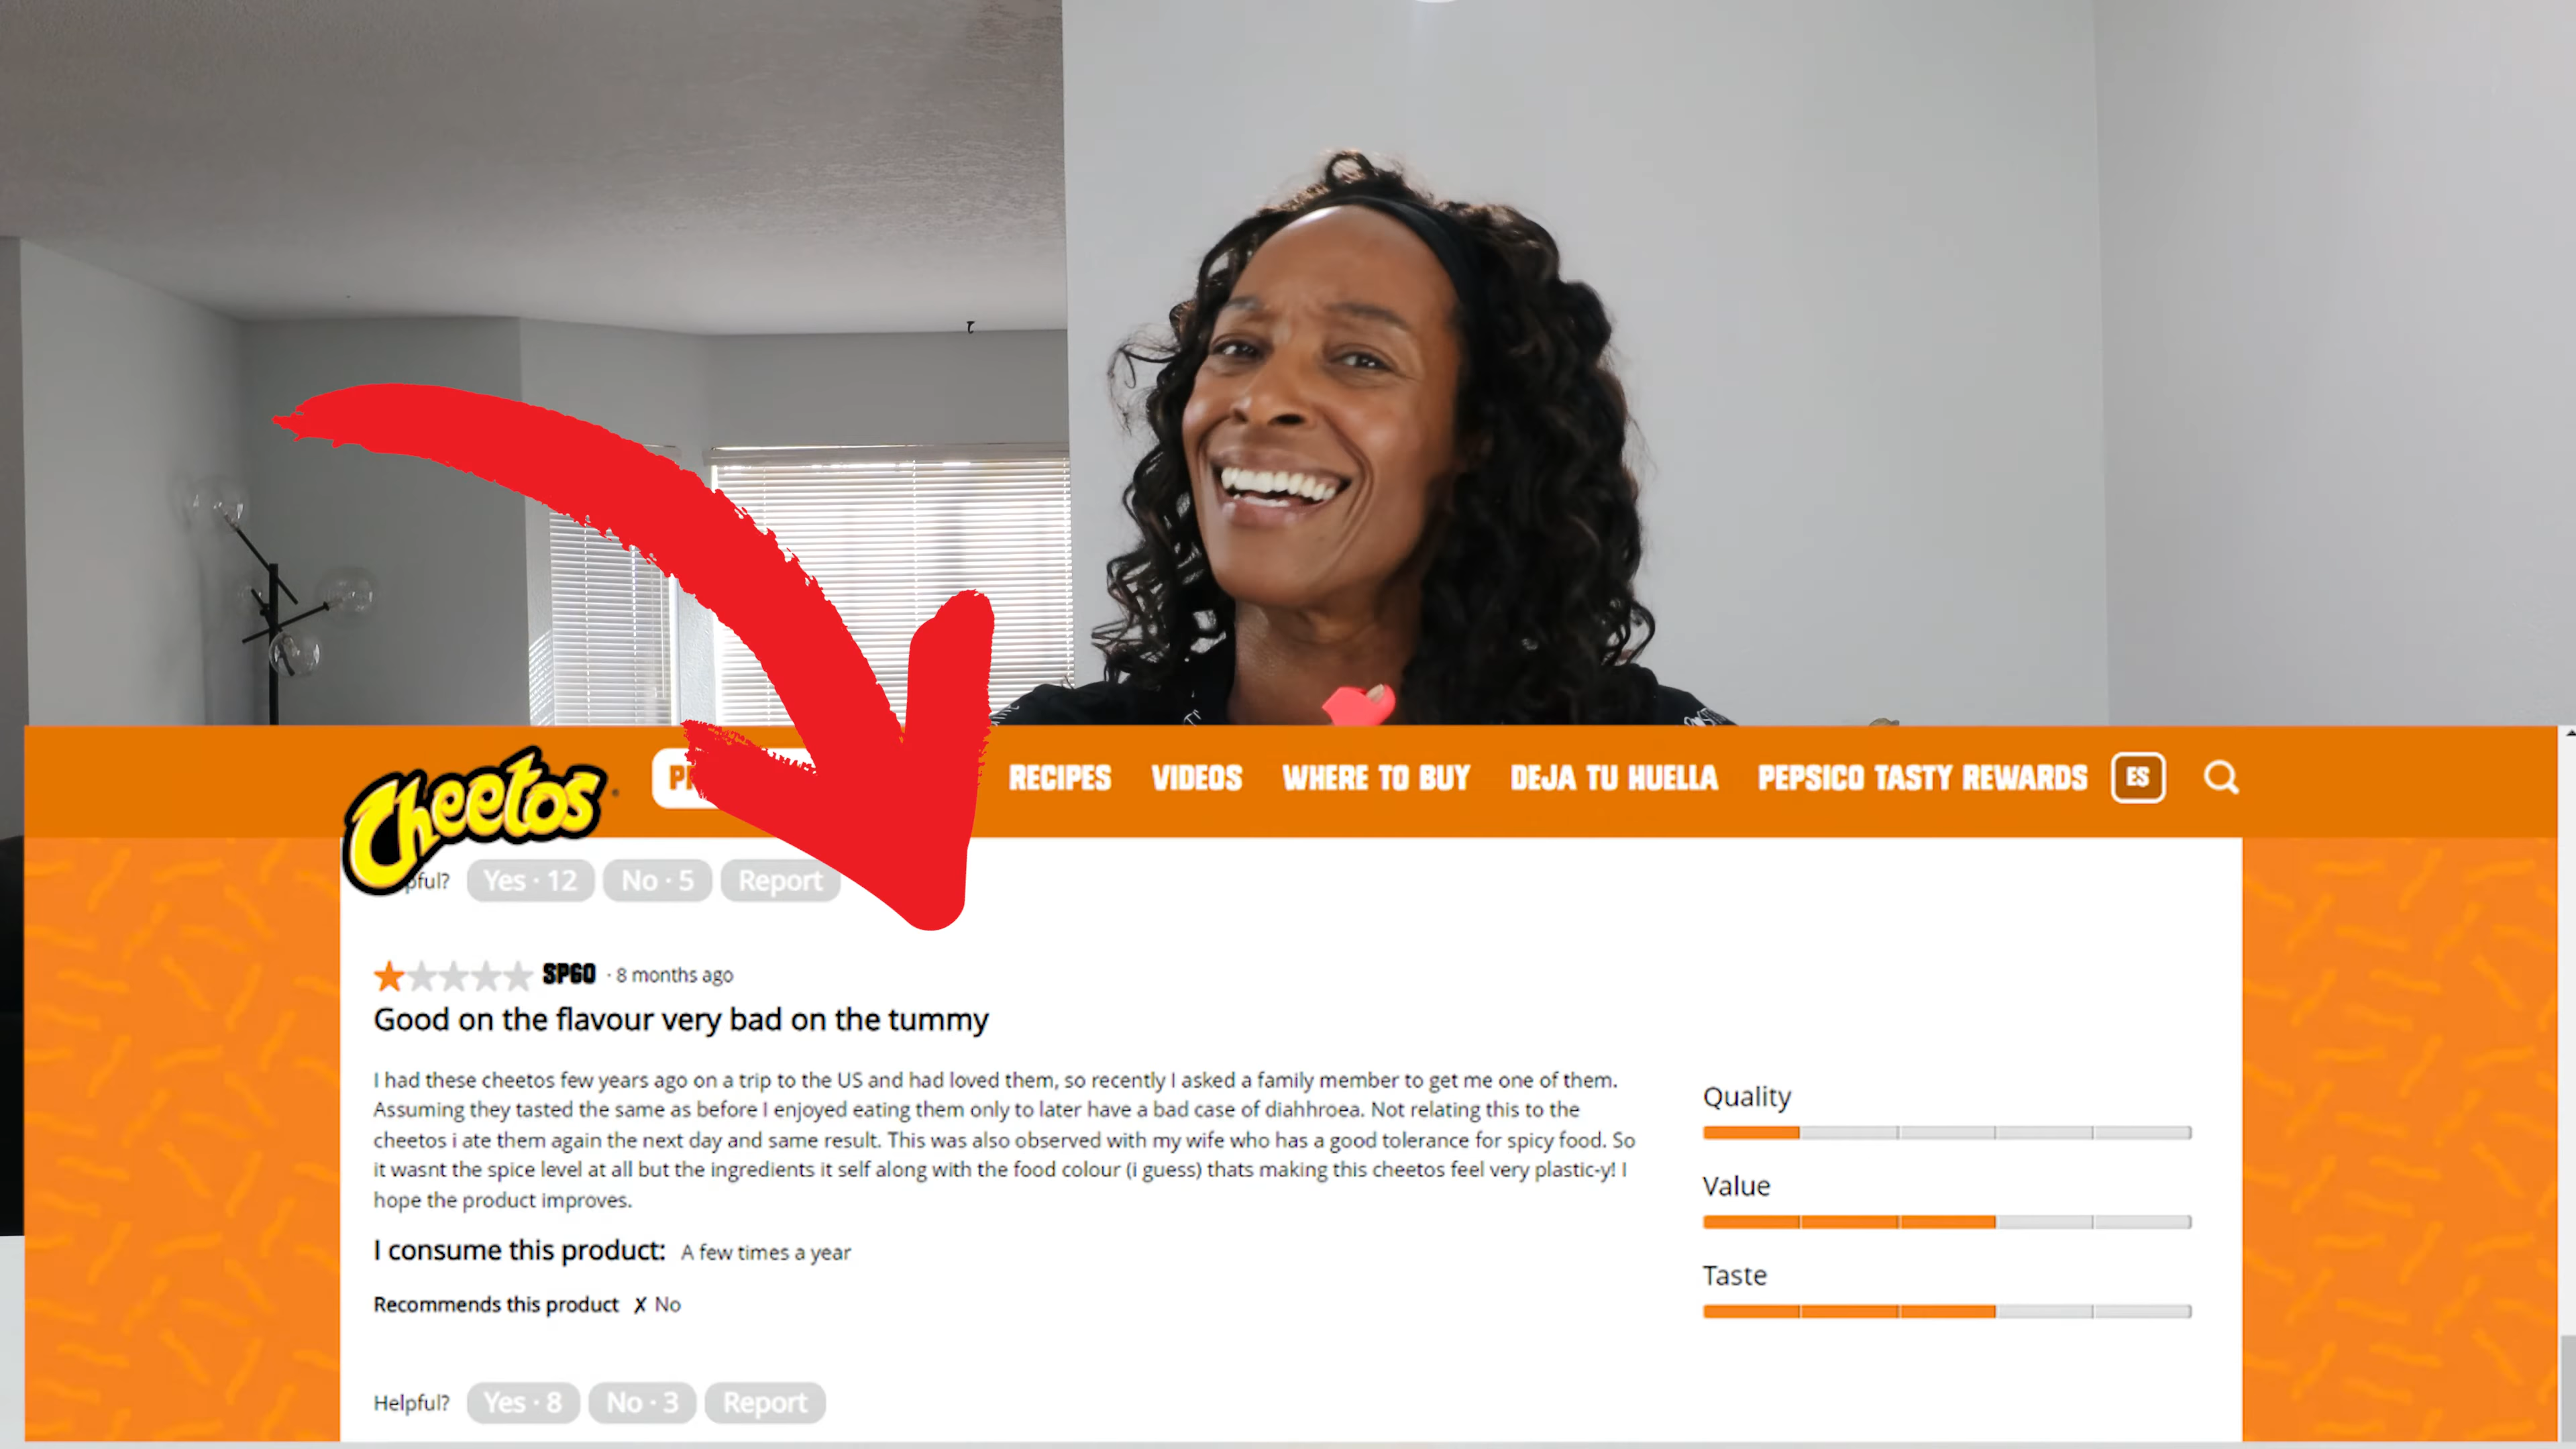 Cheetos
RECIPES VIDEOS WHERE TO BUY DEJA TU HUELLA PEPSICO TASTY REWARDS ES
Yes · 12 No · 5 Report
SP60 · 8 months ago
Good on the flavour very bad on the tummy
I had these cheetos few years ago on a trip to the US and had loved them, so recently I asked a family member to get me one of them.
Assuming they tasted the same as before I enjoyed eating them only to later have a bad case of diahhroea. Not relating this to the
cheetos i ate them again the next day and same result. This was also observed with my wife who has a good tolerance for spicy food. So
it wasnt the spice level at all but the ingredients it self along with the food colour (i guess) thats making this cheetos feel very plastic-y! I
hope the product improves.
I consume this product: A few times a year
Recommends this product ✗ No
Quality
Value
Taste
Helpful? Yes · 8 No · 3 Report